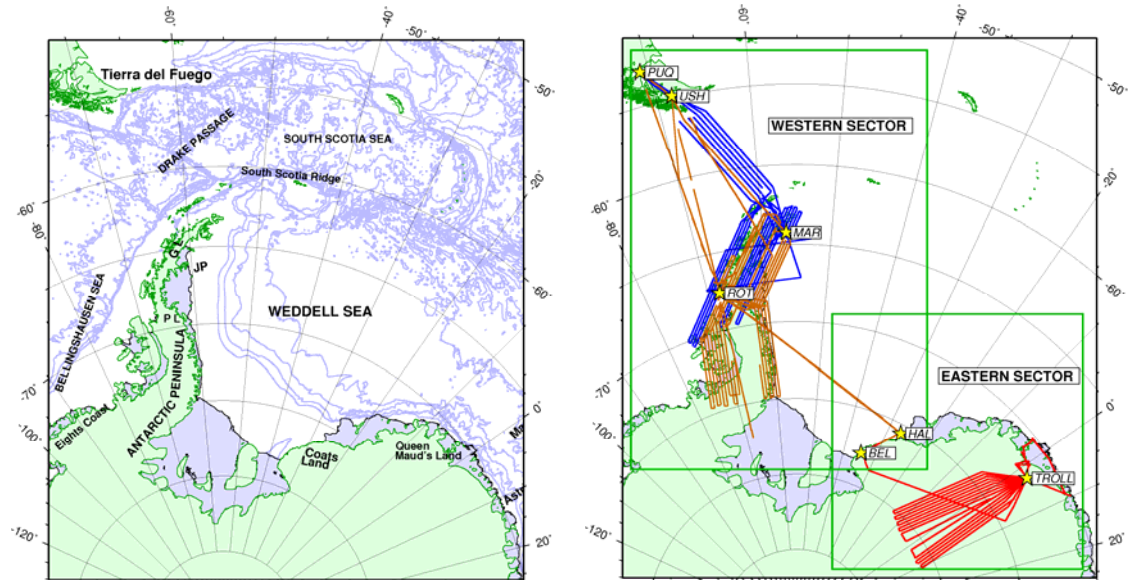 -60
-40
-50
Tierra del Fuego
-50
DRAKE PASSAGE
SOUTH SCOTIA SEA
South Scotia Ridge
-20
-60
-80
G L
JP
BELLINGSHAUSEN SEA
WEDDELL SEA
-60
P L
ANTARCTIC PENINSULA
-70
0
Eights Coast
-100
Coats
Land
Queen
Maud's Land
Ma
Astr
-120
20
-60
-40
-50
PUQ
USH
-50
WESTERN SECTOR
-20
-60
-80
MAR
ROT
-60
EASTERN SECTOR
-70
0
-100
HAL
BEL
TROLL
-120
20